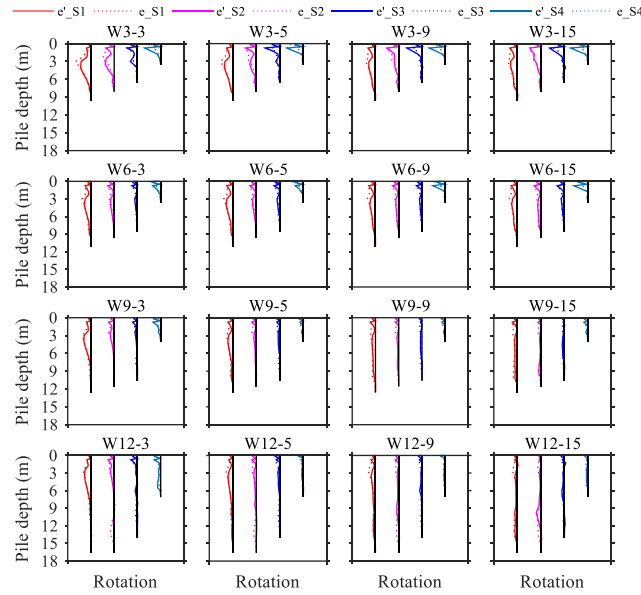 e'_S1 e_S1 e'_S2 e_S2 e'_S3 e_S3 e'_S4 e_S4
W3-3 W3-5 W3-9 W3-15
Pile depth (m)
0
3
6
9
12
15
18
W6-3 W6-5 W6-9 W6-15
Pile depth (m)
0
3
6
9
12
15
18
W9-3 W9-5 W9-9 W9-15
Pile depth (m)
0
3
6
9
12
15
18
W12-3 W12-5 W12-9 W12-15
Pile depth (m)
0
3
6
9
12
15
18
Rotation Rotation Rotation Rotation